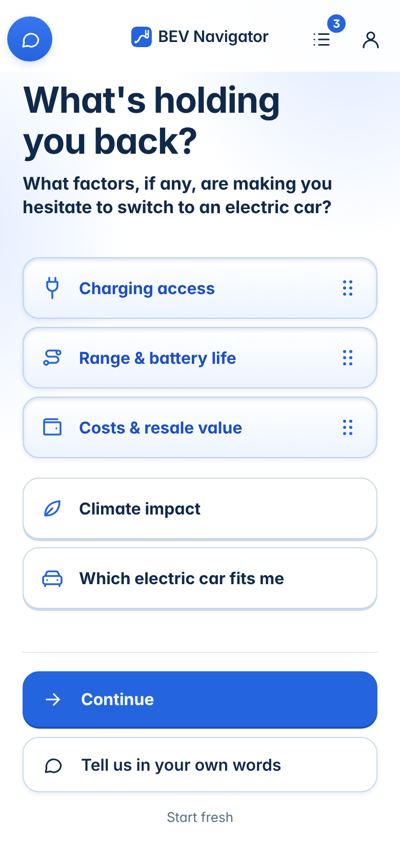 BEV Navigator
3
What's holding
you back?
What factors, if any, are making you
hesitate to switch to an electric car?
Charging access
Range & battery life
Costs & resale value
Climate impact
Which electric car fits me
Continue
Tell us in your own words
Start fresh